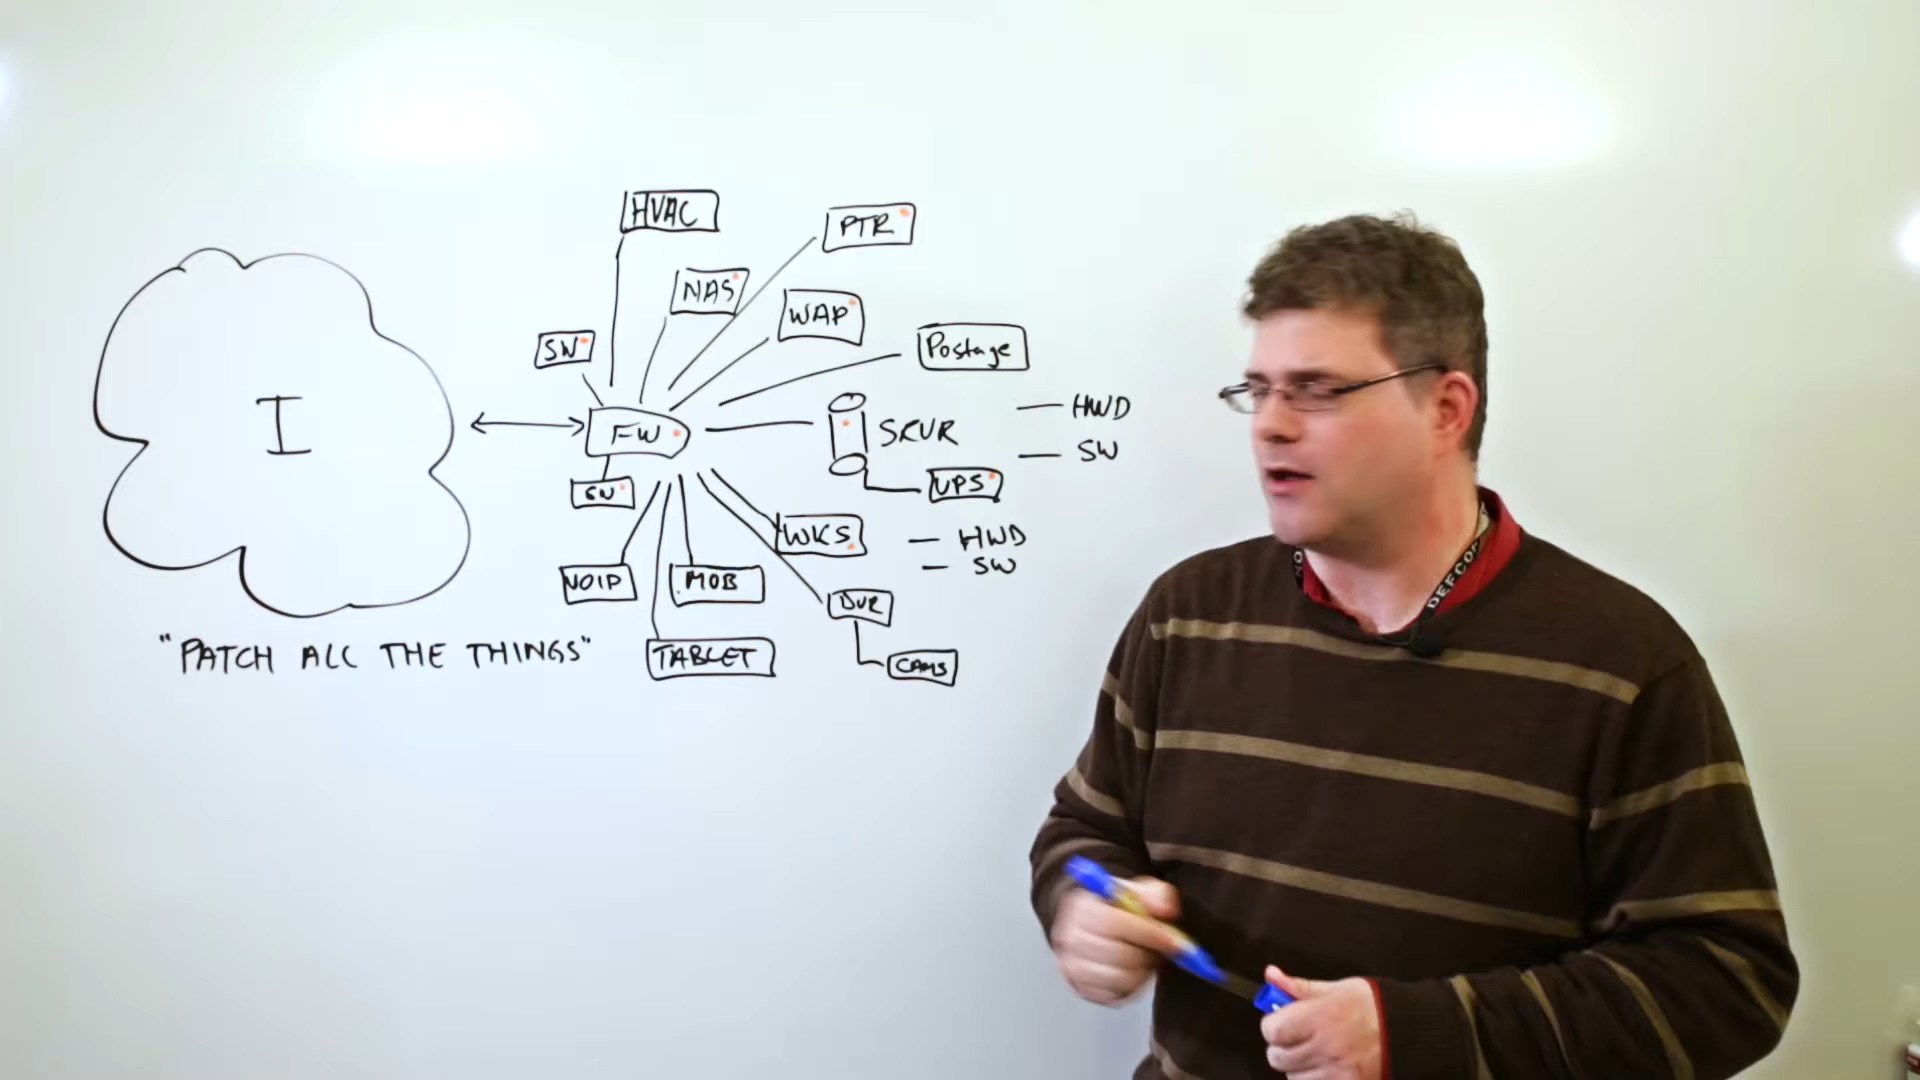 HVAC
PTR
NAS
WAP
SW
Postage
I
FW
SRVR
HWD
SW
SW
UPS
WKS
HWD
SW
VOIP
MOB
DVR
"PATCH ALL THE THINGS"
TABLET
CAMS
DEFCON